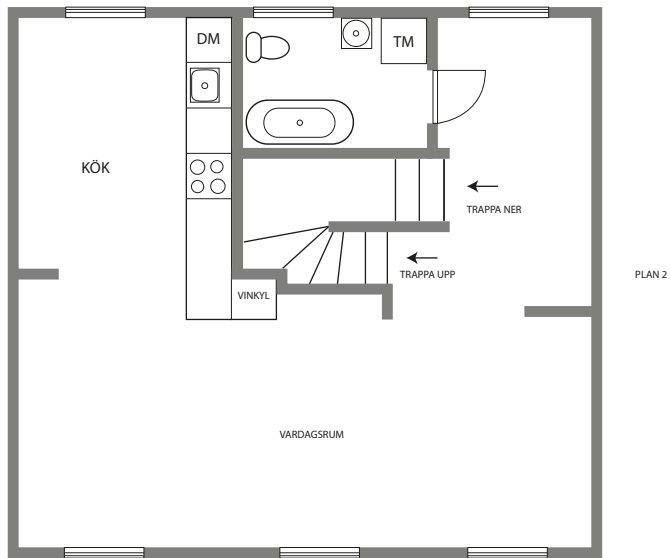 DM
TM
KÖK
TRAPPA NER
TRAPPA UPP
PLAN 2
VINKYL
VARDAGSRUM